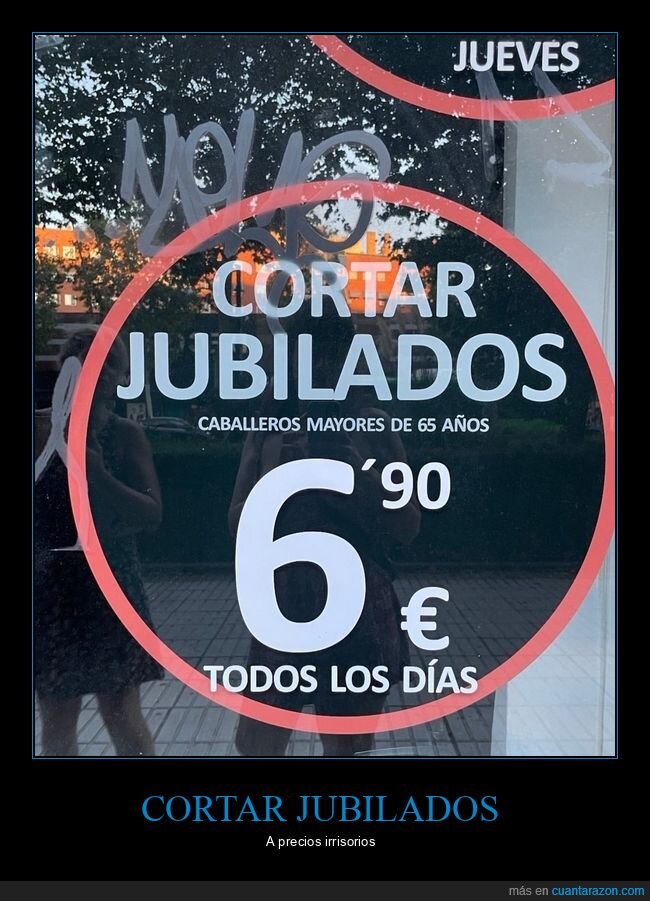 JUEVES
CORTAR
JUBILADOS
CABALLEROS MAYORES DE 65 AÑOS
6´90
€
TODOS LOS DÍAS
CORTAR JUBILADOS
A precios irrisorios
más en cuantarazon.com